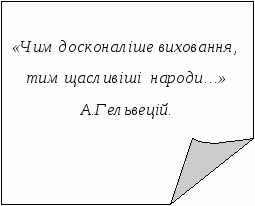 «Чим досконаліше виховання,
тим щасливіші народи...»
А.Гельвецій.